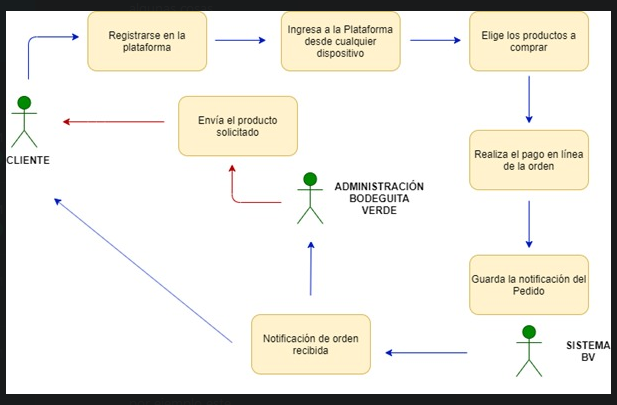 Registrarse en la
plataforma
Ingresa a la Plataforma
desde cualquier
dispositivo
Elige los productos a
comprar
Envía el producto
solicitado
CLIENTE
Realiza el pago en línea
de la orden
ADMINISTRACIÓN
BODEGUITA
VERDE
Guarda la notificación del
Pedido
Notificación de orden
recibida
SISTEMA
BV